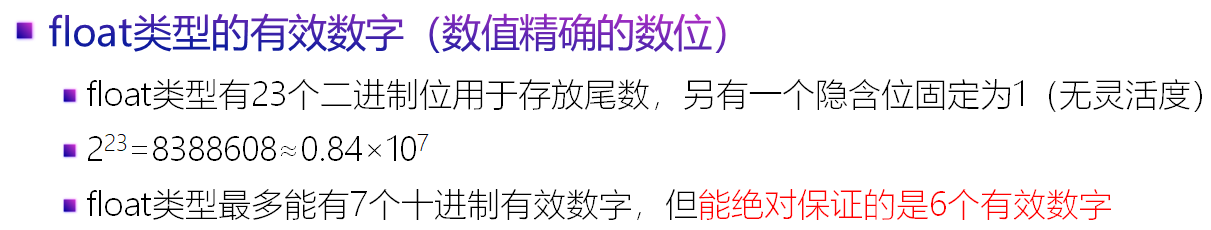 float类型的有效数字（数值精确的数位）
float类型有23个二进制位用于存放尾数，另有一个隐含位固定为1（无灵活度）
2²³=8388608≈0.84×10⁷
float类型最多能有7个十进制有效数字，但能绝对保证的是6个有效数字